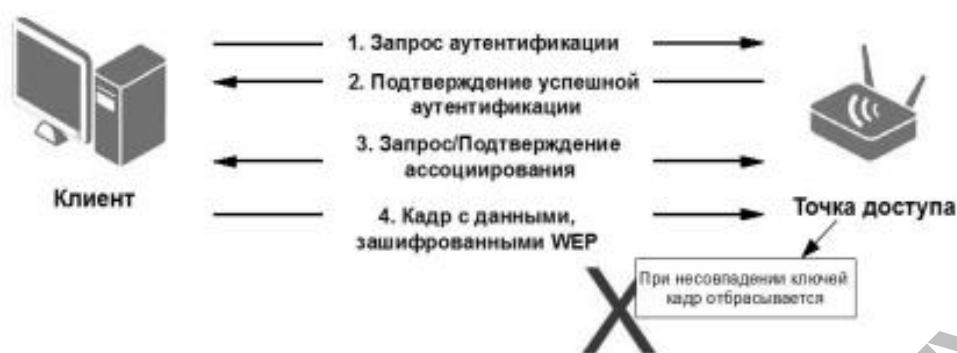 1. Запрос аутентификации
2. Подтверждение успешной
аутентификации
3. Запрос/Подтверждение
ассоциирования
Клиент
4. Кадр с данными,
зашифрованными WEP
Точка доступа
При несовпадении ключей
кадр отбрасывается